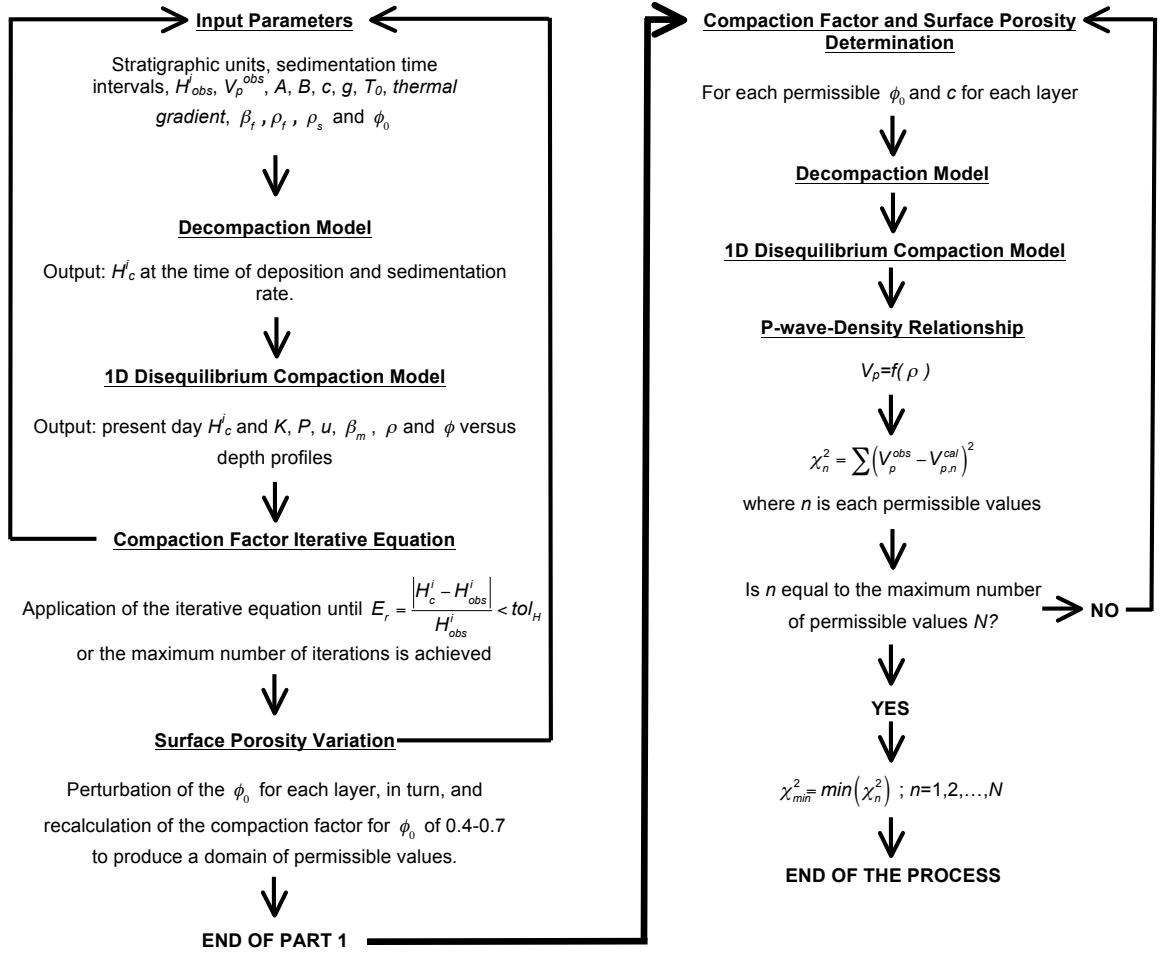 Input Parameters
Stratigraphic units, sedimentation time
intervals, H^i_obs, V_p^obs, A, B, c, g, T_0, thermal
gradient, β_f , ρ_f , ρ_s and ϕ_0
Decompaction Model
Output: H^i_c at the time of deposition and sedimentation
rate.
1D Disequilibrium Compaction Model
Output: present day H^i_c and K, P, u, β_m , ρ and ϕ versus
depth profiles
Compaction Factor Iterative Equation
Application of the iterative equation until E_r = |H^i_c − H^i_obs| / H^i_obs < tol_H
or the maximum number of iterations is achieved
Surface Porosity Variation
Perturbation of the ϕ_0 for each layer, in turn, and
recalculation of the compaction factor for ϕ_0 of 0.4-0.7
to produce a domain of permissible values.
END OF PART 1
Compaction Factor and Surface Porosity
Determination
For each permissible ϕ_0 and c for each layer
Decompaction Model
1D Disequilibrium Compaction Model
P-wave-Density Relationship
V_p=f( ρ )
χ²_n = ∑(V_p^obs − V_p,n^cal)²
where n is each permissible values
Is n equal to the maximum number
of permissible values N?
NO
YES
χ²_min= min(χ²_n) ; n=1,2,…,N
END OF THE PROCESS